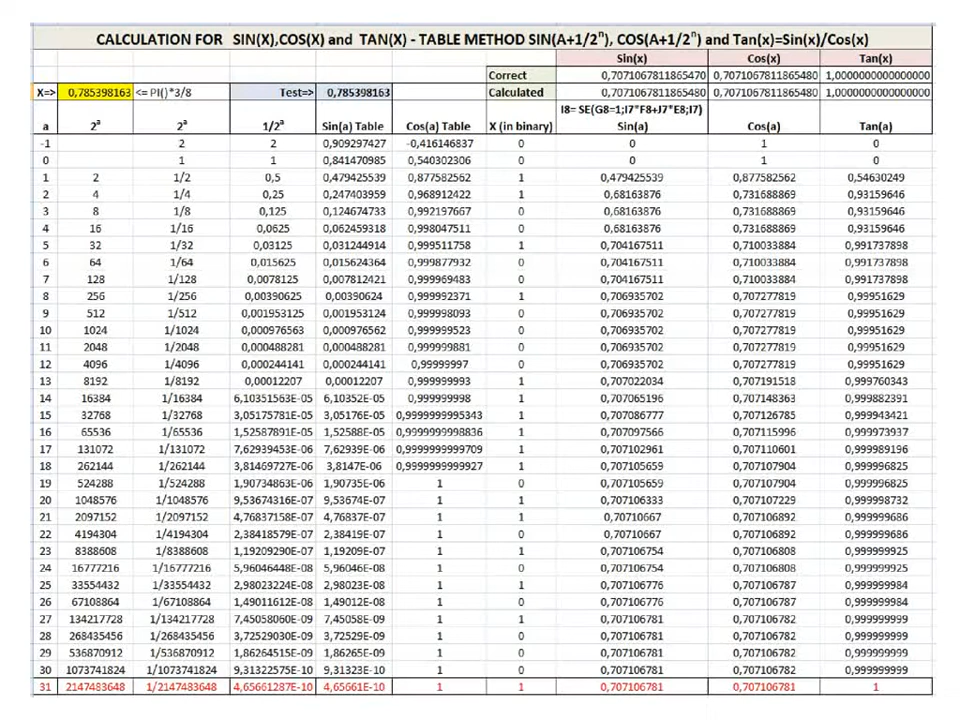 CALCULATION FOR SIN(X),COS(X) and TAN(X) - TABLE METHOD SIN(A+1/2ⁿ), COS(A+1/2ⁿ) and Tan(x)=Sin(x)/Cos(x)
Sin(x) Cos(x) Tan(x)
Correct 0,7071067811865470 0,7071067811865480 1,0000000000000000
X=> 0,785398163 <= PI()*3/8 Test=> 0,785398163 Calculated 0,7071067811865480 0,7071067811865480 1,0000000000000000
I8= SE(G8=1;I7*F8+J7*E8;I7)
a 2ᵃ 2ᵃ 1/2ᵃ Sin(a) Table Cos(a) Table X (in binary) Sin(a) Cos(a) Tan(a)
-1 2 2 0,909297427 -0,416146837 0 0 1 0
0 1 1 0,841470985 0,540302306 0 0 1 0
1 2 1/2 0,5 0,479425539 0,877582562 1 0,479425539 0,877582562 0,54630249
2 4 1/4 0,25 0,247403959 0,968912422 1 0,68163876 0,731688869 0,93159646
3 8 1/8 0,125 0,124674733 0,992197667 0 0,68163876 0,731688869 0,93159646
4 16 1/16 0,0625 0,062459318 0,998047511 0 0,68163876 0,731688869 0,93159646
5 32 1/32 0,03125 0,031244914 0,999511758 1 0,704167511 0,710033884 0,991737898
6 64 1/64 0,015625 0,015624364 0,999877932 0 0,704167511 0,710033884 0,991737898
7 128 1/128 0,0078125 0,007812421 0,999969483 0 0,704167511 0,710033884 0,991737898
8 256 1/256 0,00390625 0,00390624 0,999992371 1 0,706935702 0,707277819 0,99951629
9 512 1/512 0,001953125 0,001953124 0,999998093 0 0,706935702 0,707277819 0,99951629
10 1024 1/1024 0,000976563 0,000976562 0,999999523 0 0,706935702 0,707277819 0,99951629
11 2048 1/2048 0,000488281 0,000488281 0,999999881 0 0,706935702 0,707277819 0,99951629
12 4096 1/4096 0,000244141 0,000244141 0,99999997 0 0,706935702 0,707277819 0,99951629
13 8192 1/8192 0,00012207 0,00012207 0,999999993 1 0,707022034 0,707191518 0,999760343
14 16384 1/16384 6,10351563E-05 6,10352E-05 0,999999998 1 0,707065196 0,707148363 0,999882391
15 32768 1/32768 3,05175781E-05 3,05176E-05 0,9999999995343 1 0,707086777 0,707126785 0,999943421
16 65536 1/65536 1,52587891E-05 1,52588E-05 0,9999999998836 1 0,707097566 0,707115996 0,999973937
17 131072 1/131072 7,62939453E-06 7,62939E-06 0,9999999999709 1 0,707102961 0,707110601 0,999989196
18 262144 1/262144 3,81469727E-06 3,8147E-06 0,9999999999927 1 0,707105659 0,707107904 0,999996825
19 524288 1/524288 1,90734863E-06 1,90735E-06 1 0 0,707105659 0,707107904 0,999996825
20 1048576 1/1048576 9,53674316E-07 9,53674E-07 1 1 0,707106333 0,707107229 0,999998732
21 2097152 1/2097152 4,76837158E-07 4,76837E-07 1 1 0,70710667 0,707106892 0,999999686
22 4194304 1/4194304 2,38418579E-07 2,38419E-07 1 0 0,70710667 0,707106892 0,999999686
23 8388608 1/8388608 1,19209290E-07 1,19209E-07 1 1 0,707106754 0,707106808 0,999999925
24 16777216 1/16777216 5,96046448E-08 5,96046E-08 1 0 0,707106754 0,707106808 0,999999925
25 33554432 1/33554432 2,98023224E-08 2,98023E-08 1 1 0,707106776 0,707106787 0,999999984
26 67108864 1/67108864 1,49011612E-08 1,49012E-08 1 0 0,707106776 0,707106787 0,999999984
27 134217728 1/134217728 7,45058060E-09 7,45058E-09 1 1 0,707106781 0,707106782 0,999999999
28 268435456 1/268435456 3,72529030E-09 3,72529E-09 1 0 0,707106781 0,707106782 0,999999999
29 536870912 1/536870912 1,86264515E-09 1,86265E-09 1 0 0,707106781 0,707106782 0,999999999
30 1073741824 1/1073741824 9,31322575E-10 9,31323E-10 1 0 0,707106781 0,707106782 0,999999999
31 2147483648 1/2147483648 4,65661287E-10 4,65661E-10 1 1 0,707106781 0,707106781 1